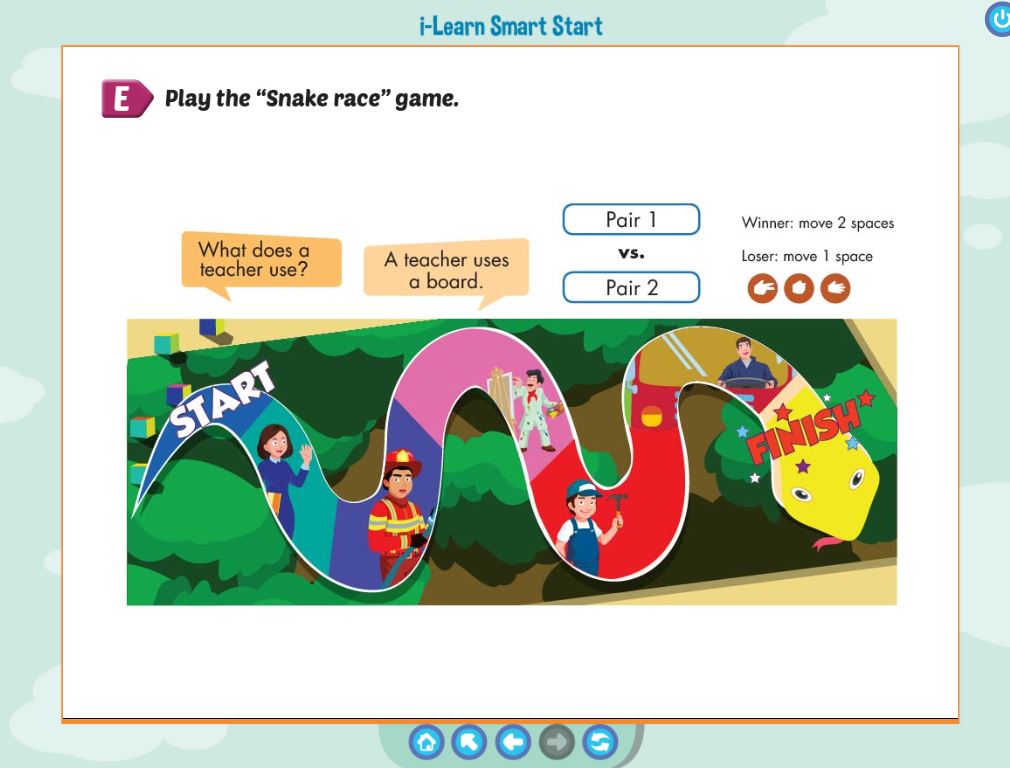 i-Learn Smart Start
E Play the “Snake race” game.
What does a
teacher use?
A teacher uses
a board.
Pair 1
vs.
Pair 2
Winner: move 2 spaces
Loser: move 1 space
START
FINISH